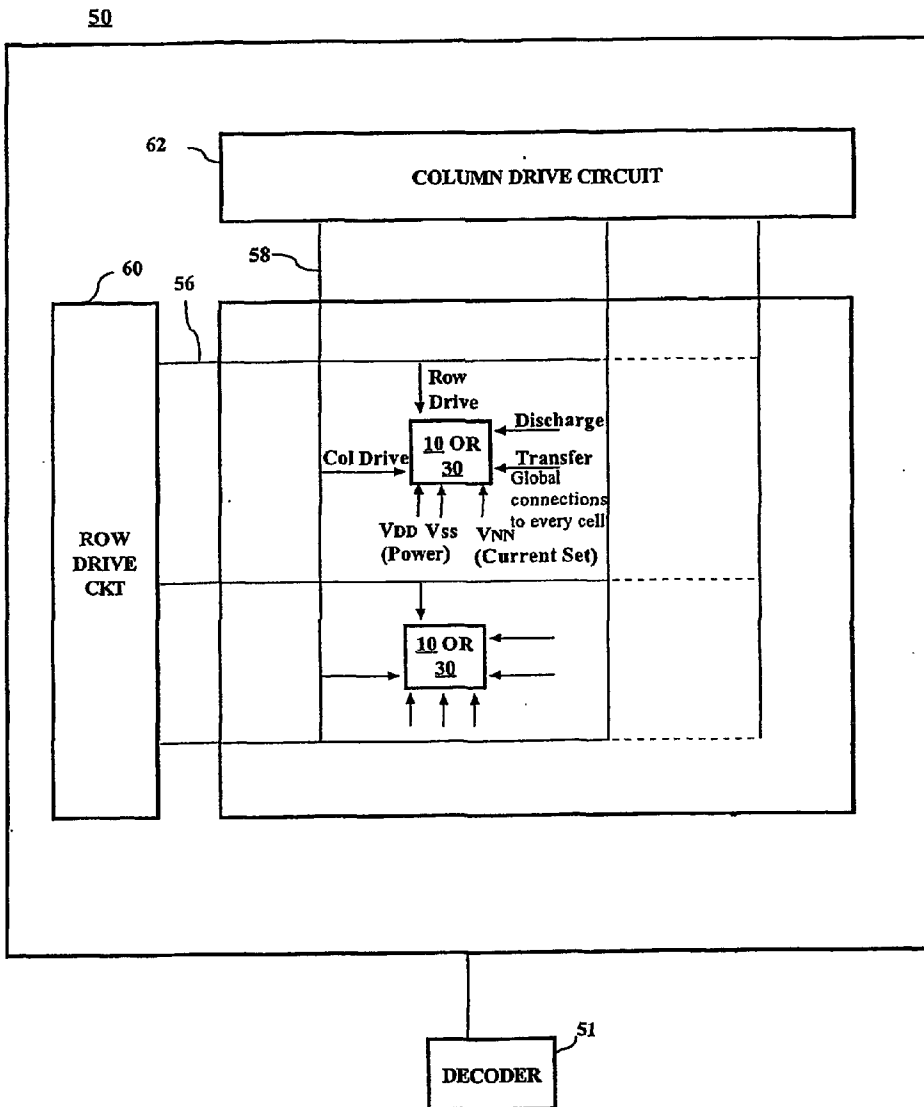 50
62
COLUMN DRIVE CIRCUIT
58
60
56
Row
Drive
Discharge
10 OR
30
Col Drive
Transfer
Global
connections
to every cell
VDD VSS
(Power)
VNN
(Current Set)
ROW
DRIVE
CKT
10 OR
30
51
DECODER